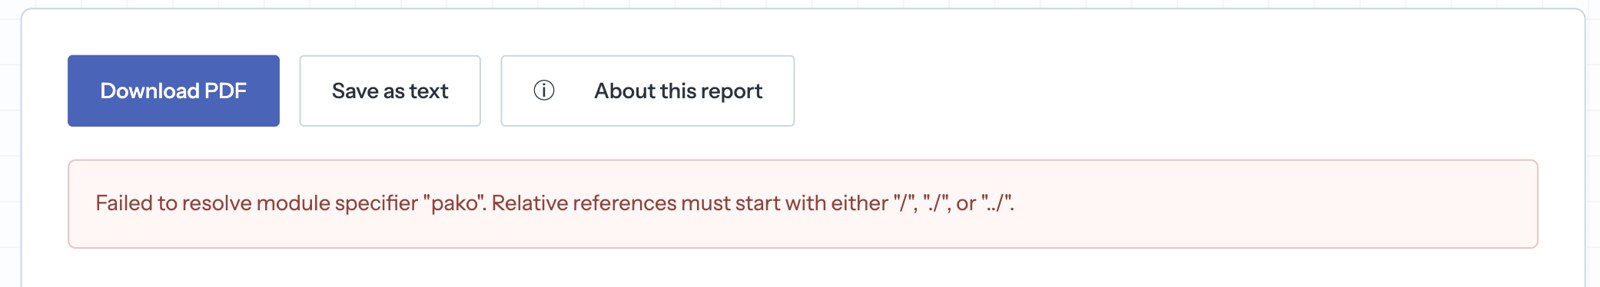 Download PDF
Save as text
ⓘ About this report
Failed to resolve module specifier "pako". Relative references must start with either "/", "./", or "../".